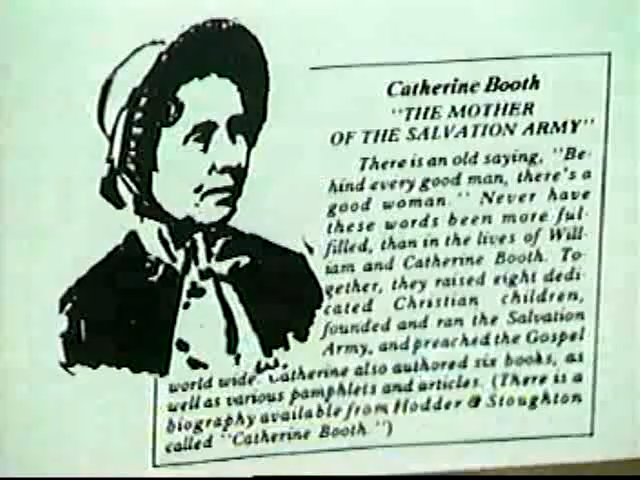 Catherine Booth
"THE MOTHER
OF THE SALVATION ARMY"
There is an old saying, "Be-
hind every good man, there's a
good woman." Never have
these words been more ful-
filled, than in the lives of Will-
iam and Catherine Booth. To-
gether, they raised eight dedi-
cated Christian children,
founded and ran the Salvation
Army, and preached the Gospel
world wide. Catherine also authored six books, as
well as various pamphlets and articles. (There is a
biography available from Hodder @ Stoughton
called "Catherine Booth.")